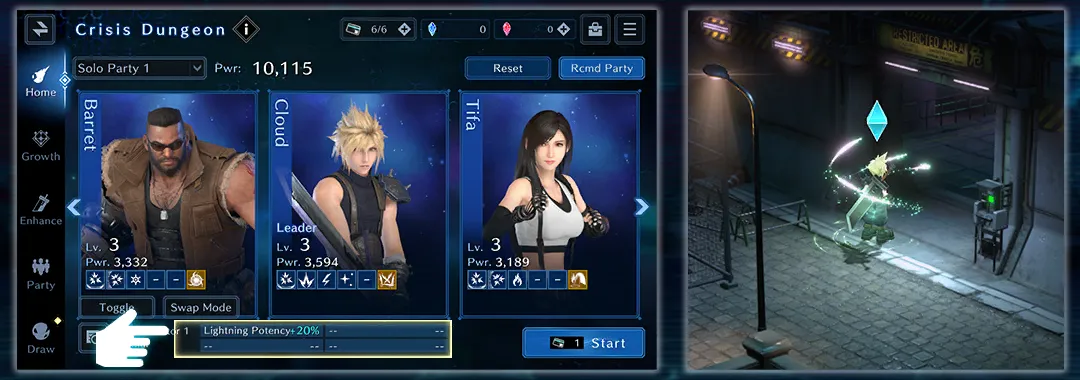 Crisis Dungeon
6/6
0
0
Solo Party 1
Pwr: 10,115
Reset
Rcmd Party
Home
Growth
Enhance
Party
Draw
Barret
Lv. 3
Pwr. 3,332
Cloud
Leader
Lv. 3
Pwr. 3,594
Tifa
Lv. 3
Pwr. 3,189
Toggle
Swap Mode
1
Lightning Potency+20%
--
--
--
--
--
--
1 Start
RESTRICTED AREA